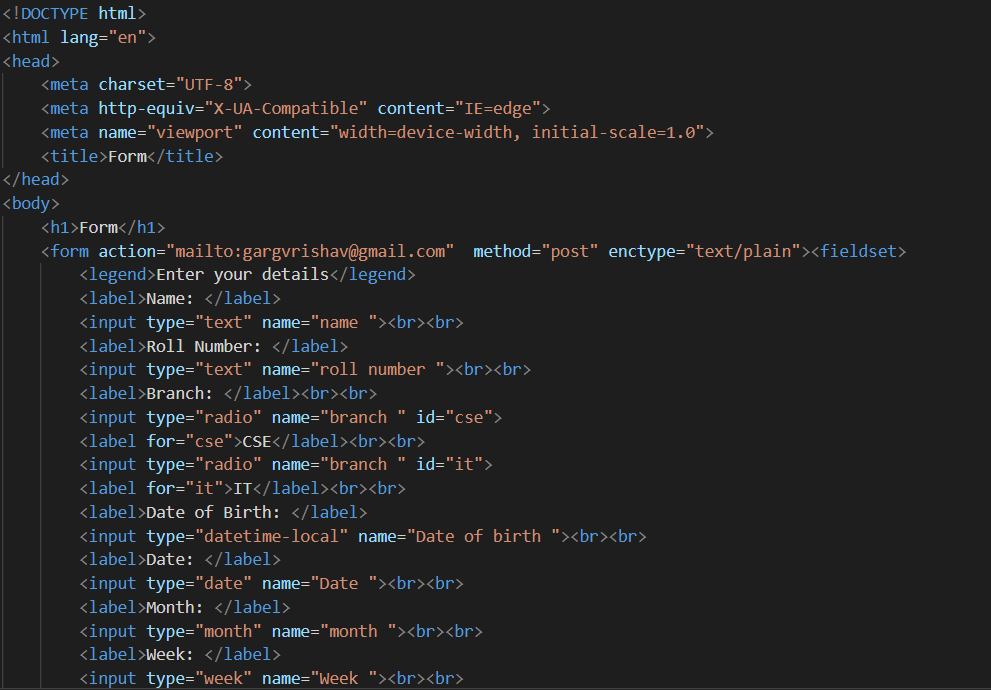 <!DOCTYPE html>
<html lang="en">
<head>
    <meta charset="UTF-8">
    <meta http-equiv="X-UA-Compatible" content="IE=edge">
    <meta name="viewport" content="width=device-width, initial-scale=1.0">
    <title>Form</title>
</head>
<body>
    <h1>Form</h1>
    <form action="mailto:gargvrishav@gmail.com"  method="post" enctype="text/plain"><fieldset>
        <legend>Enter your details</legend>
        <label>Name: </label>
        <input type="text" name="name "><br><br>
        <label>Roll Number: </label>
        <input type="text" name="roll number "><br><br>
        <label>Branch: </label><br><br>
        <input type="radio" name="branch " id="cse">
        <label for="cse">CSE</label><br><br>
        <input type="radio" name="branch " id="it">
        <label for="it">IT</label><br><br>
        <label>Date of Birth: </label>
        <input type="datetime-local" name="Date of birth "><br><br>
        <label>Date: </label>
        <input type="date" name="Date "><br><br>
        <label>Month: </label>
        <input type="month" name="month "><br><br>
        <label>Week: </label>
        <input type="week" name="Week "><br><br>